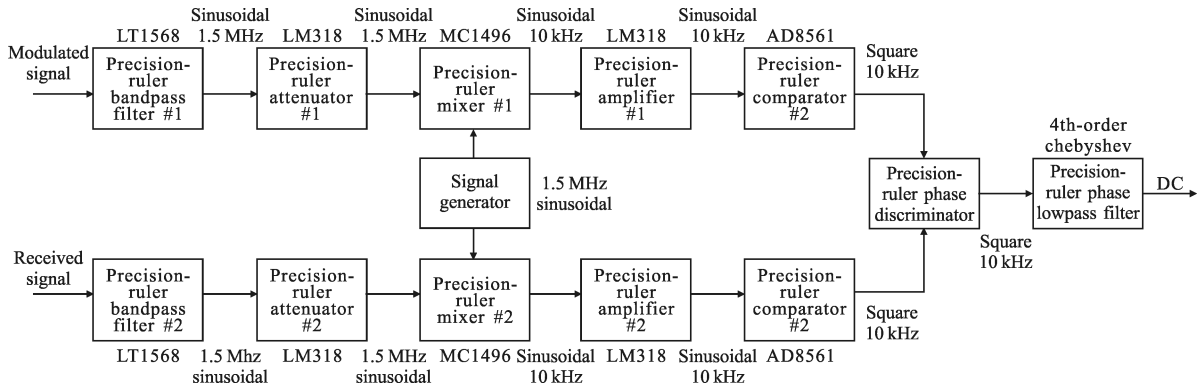 Sinusoidal
Sinusoidal
Sinusoidal
Sinusoidal
LT1568
1.5 MHz
LM318
1.5 MHz
MC1496
10 kHz
LM318
10 kHz
AD8561
Modulated
signal
Precision-
ruler
bandpass
filter #1
Precision-
ruler
attenuator #1
Precision-
ruler
mixer #1
Precision-
ruler
amplifier
#1
Precision-
ruler
comparator
#2
Square
10 kHz
Signal
generator
1.5 MHz
sinusoidal
Precision-
ruler phase
discriminator
Square
10 kHz
4th-order
chebyshev
Precision-
ruler phase
lowpass filter
DC
Received
signal
Precision-
ruler
bandpass
filter #2
Precision-
ruler
attenuator
#2
Precision-
ruler
mixer #2
Precision-
ruler
amplifier
#2
Precision-
ruler
comparator
#2
Square
10 kHz
LT1568
1.5 Mhz
sinusoidal
LM318
1.5 MHz
sinusoidal
MC1496
Sinusoidal
10 kHz
LM318
Sinusoidal
10 kHz
AD8561